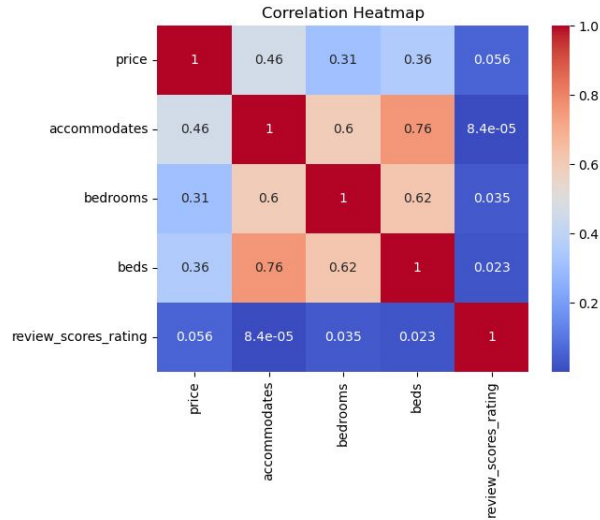 Correlation Heatmap
price 1 0.46 0.31 0.36 0.056
accommodates 0.46 1 0.6 0.76 8.4e-05
bedrooms 0.31 0.6 1 0.62 0.035
beds 0.36 0.76 0.62 1 0.023
review_scores_rating 0.056 8.4e-05 0.035 0.023 1
price
accommodates
bedrooms
beds
review_scores_rating
1.0
0.8
0.6
0.4
0.2